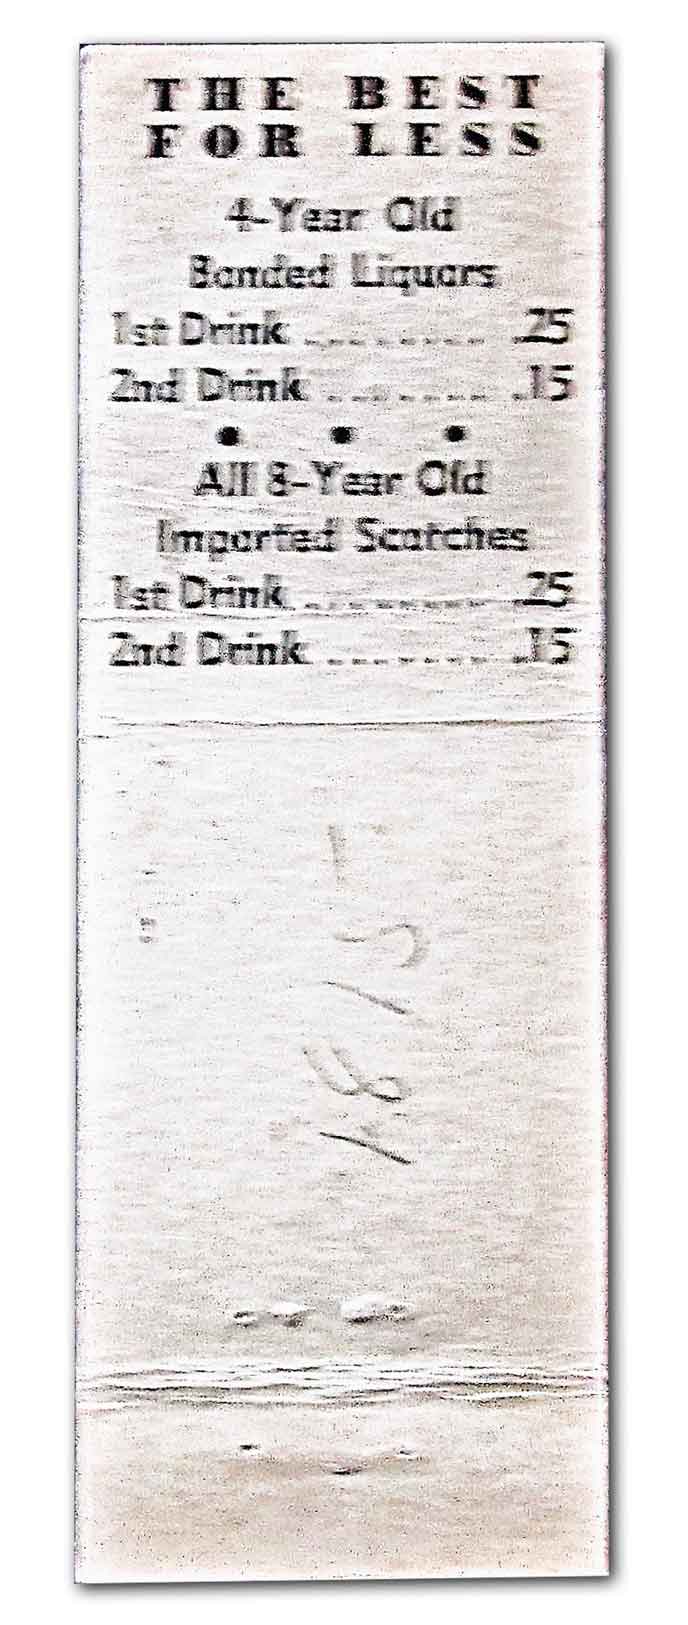 THE BEST
FOR LESS
4-Year Old
Bonded Liquors
1st Drink ......... .25
2nd Drink ........ .15
• • •
All 8-Year Old
Imported Scotches
1st Drink ......... .25
2nd Drink ........ .15
1815-